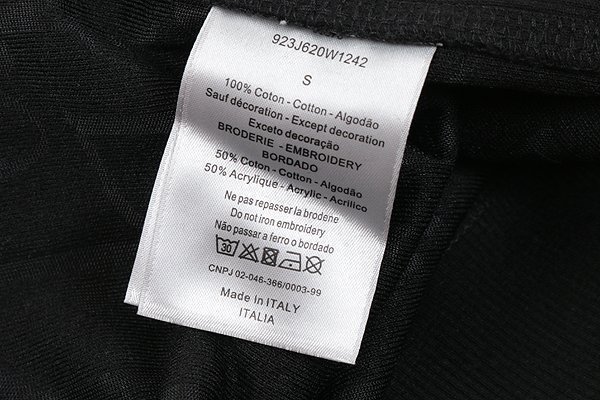 923J620W1242
S
100% Coton - Cotton - Algodão
Sauf décoration - Except decoration
Exceto decoração
BRODERIE - EMBROIDERY
BORDADO
50% Coton - Cotton - Algodão
50% Acrylique - Acrylic - Acrilico
Ne pas repasser la brodene
Do not iron embroidery
Não passar a ferro o bordado
30
CNPJ 02-046-366/0003-99
Made in ITALY
ITALIA